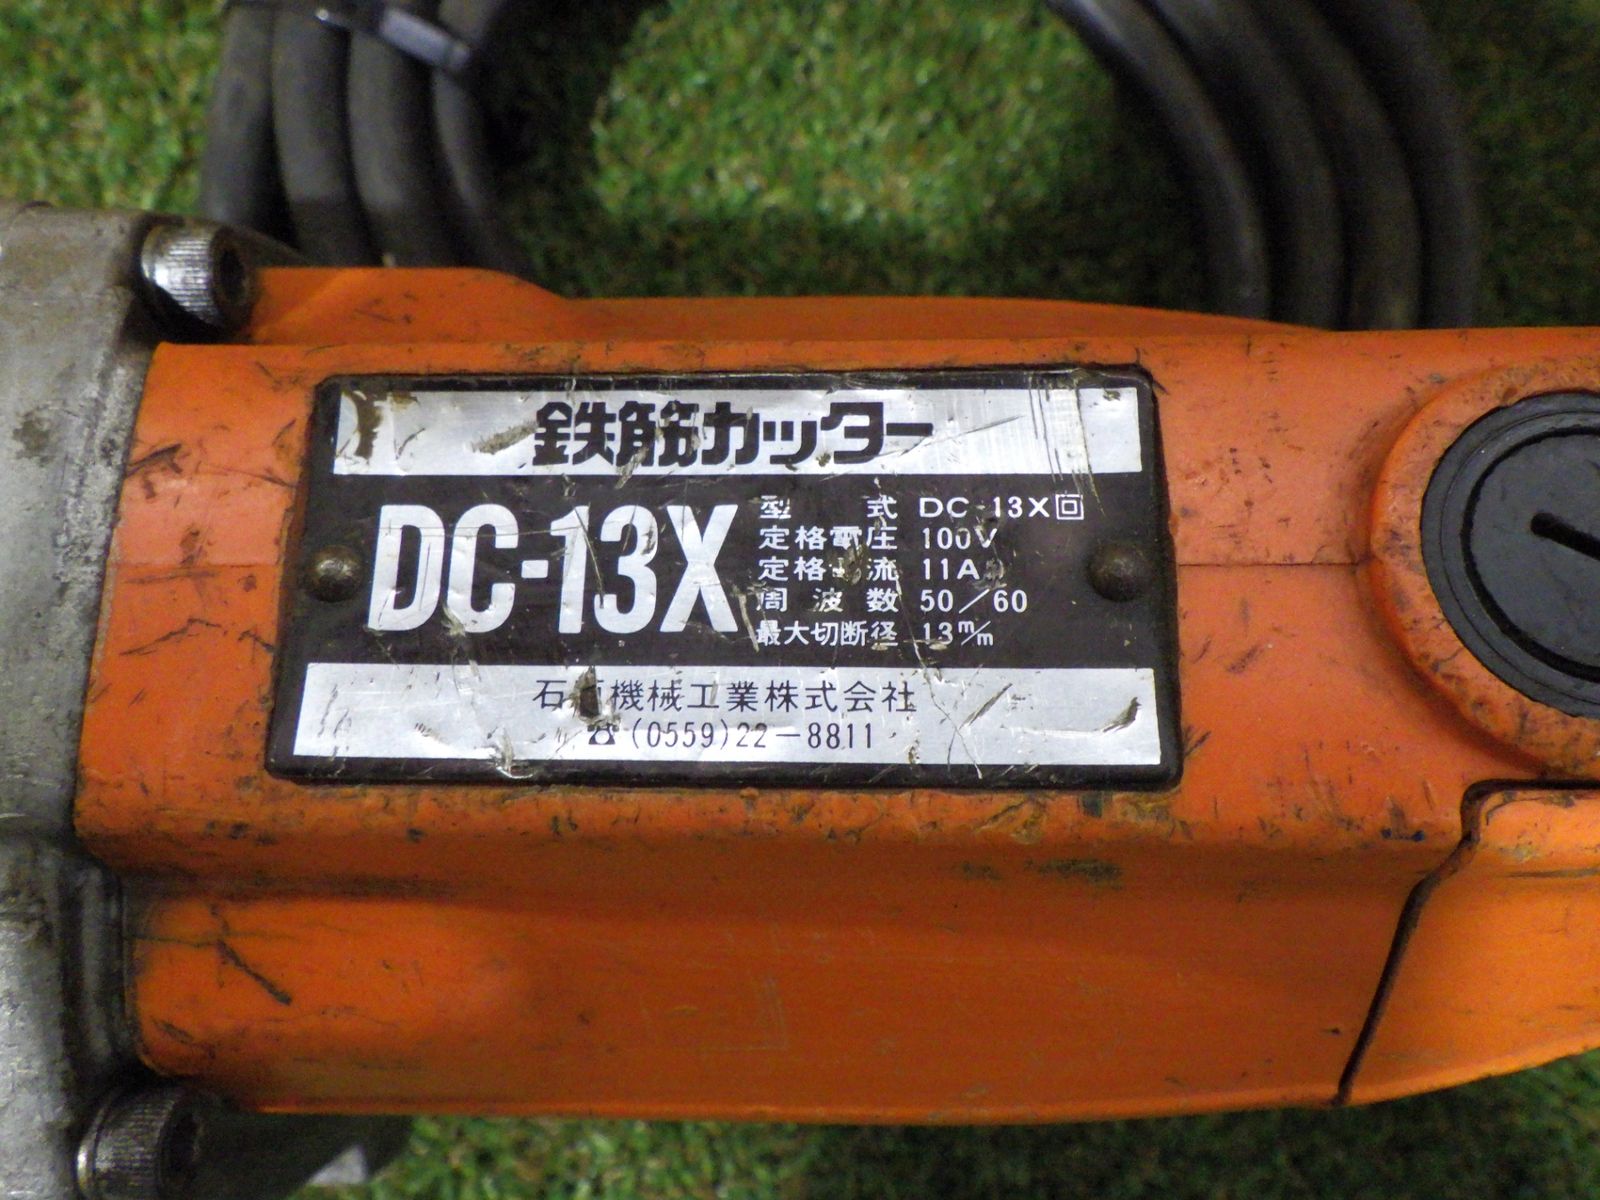 鉄筋カッター
DC-13X
型式 DC-13X回
定格電圧 100V
定格 流 11A
周波数 50/60
最大切断径 13m/m
石 機械工業株式会社
☎(0559)22-8811